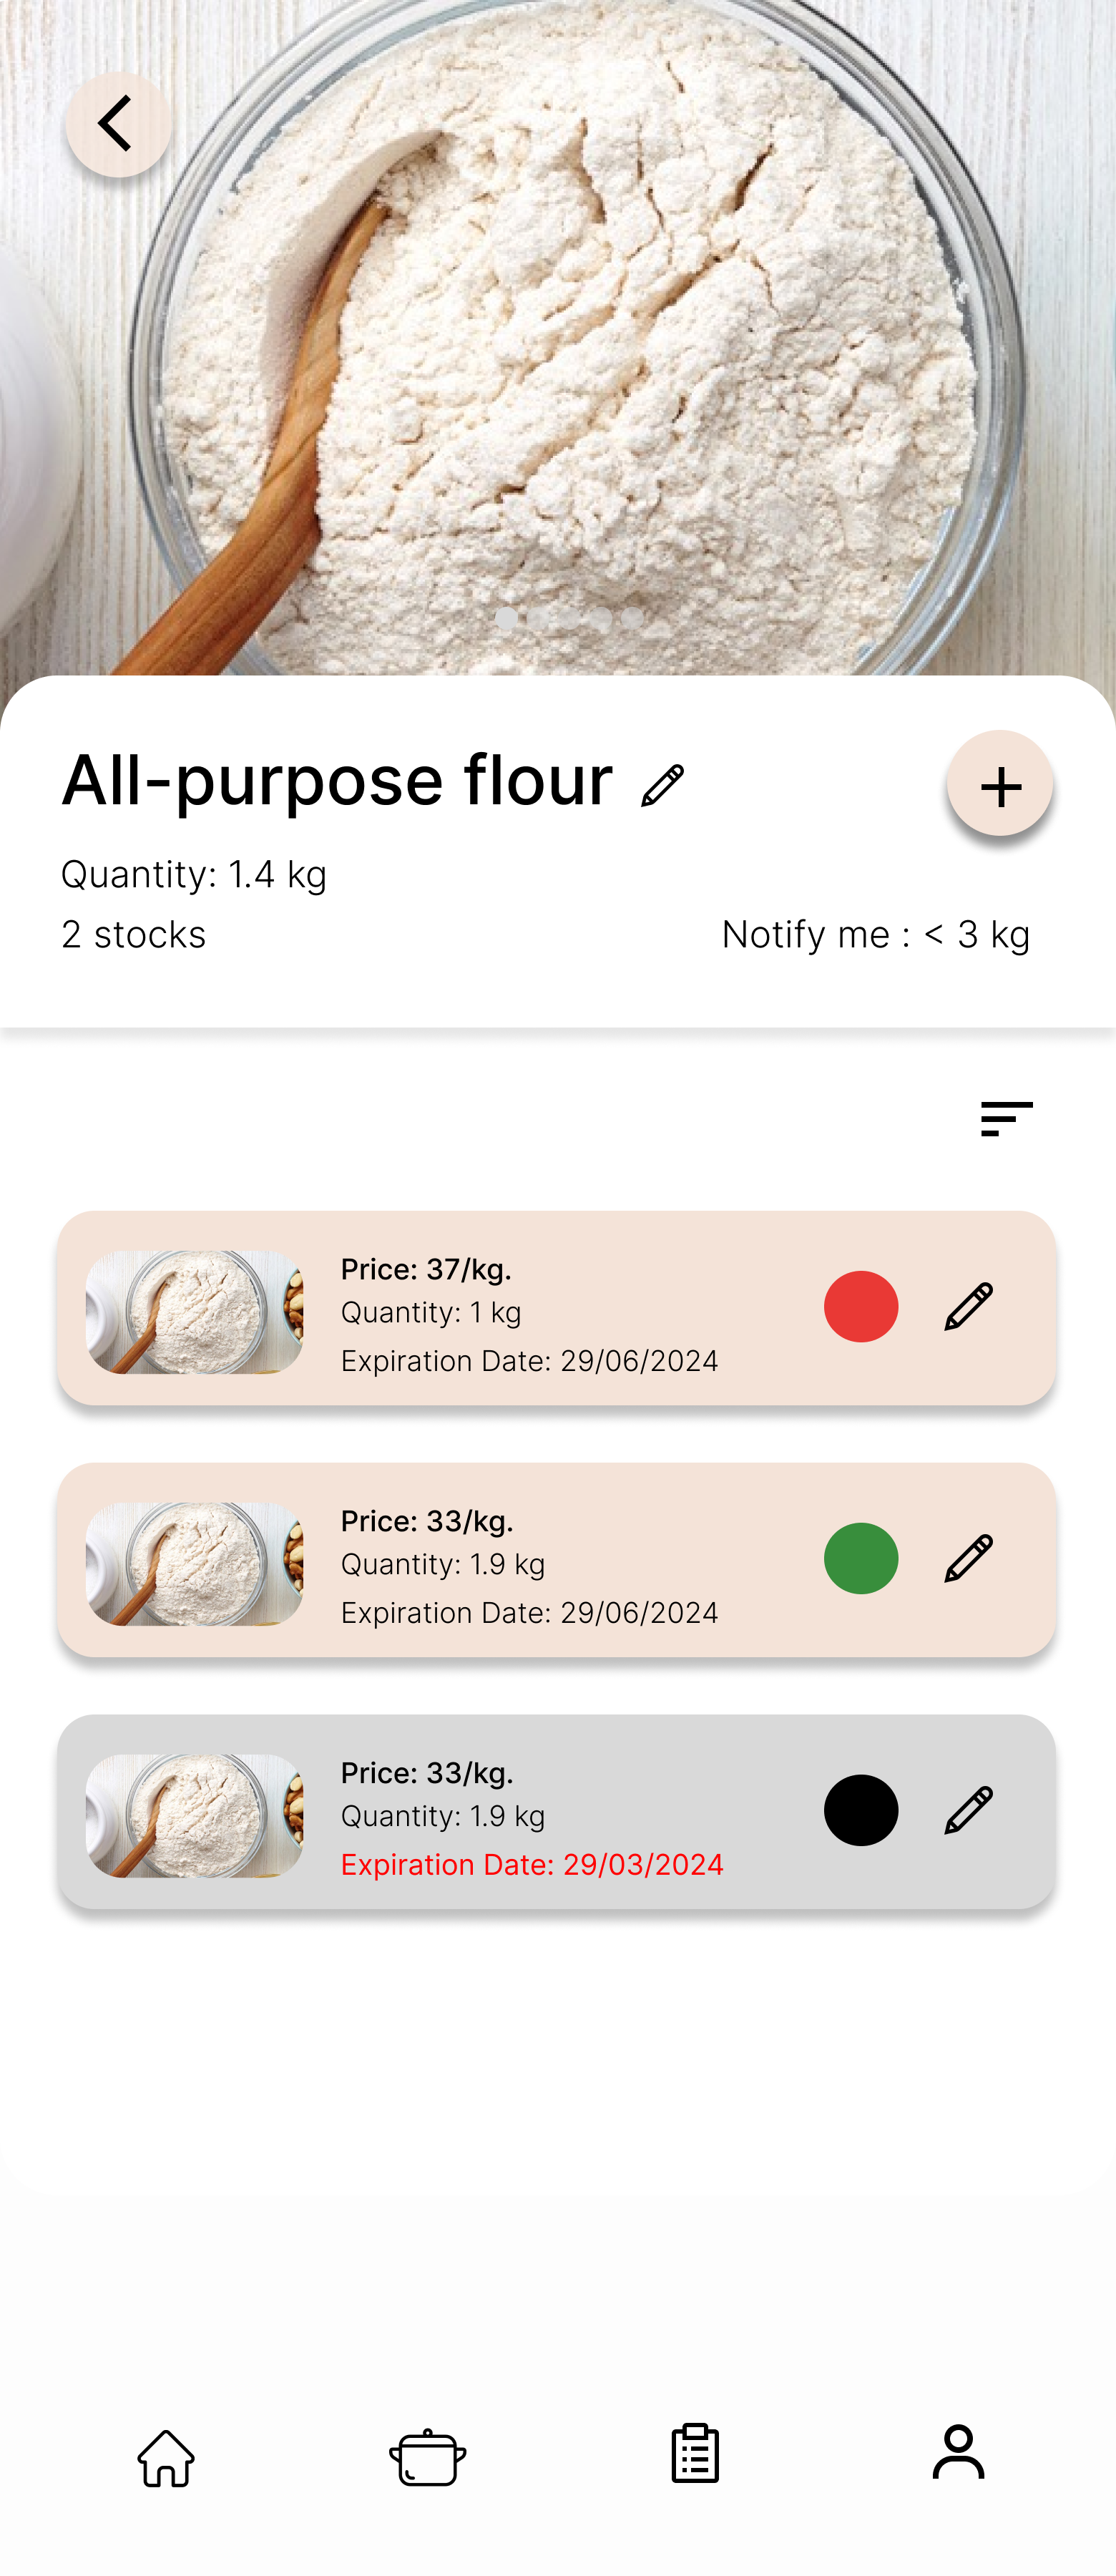 All-purpose flour
Quantity: 1.4 kg
2 stocks
Notify me : < 3 kg
Price: 37/kg.
Quantity: 1 kg
Expiration Date: 29/06/2024
Price: 33/kg.
Quantity: 1.9 kg
Expiration Date: 29/06/2024
Price: 33/kg.
Quantity: 1.9 kg
Expiration Date: 29/03/2024